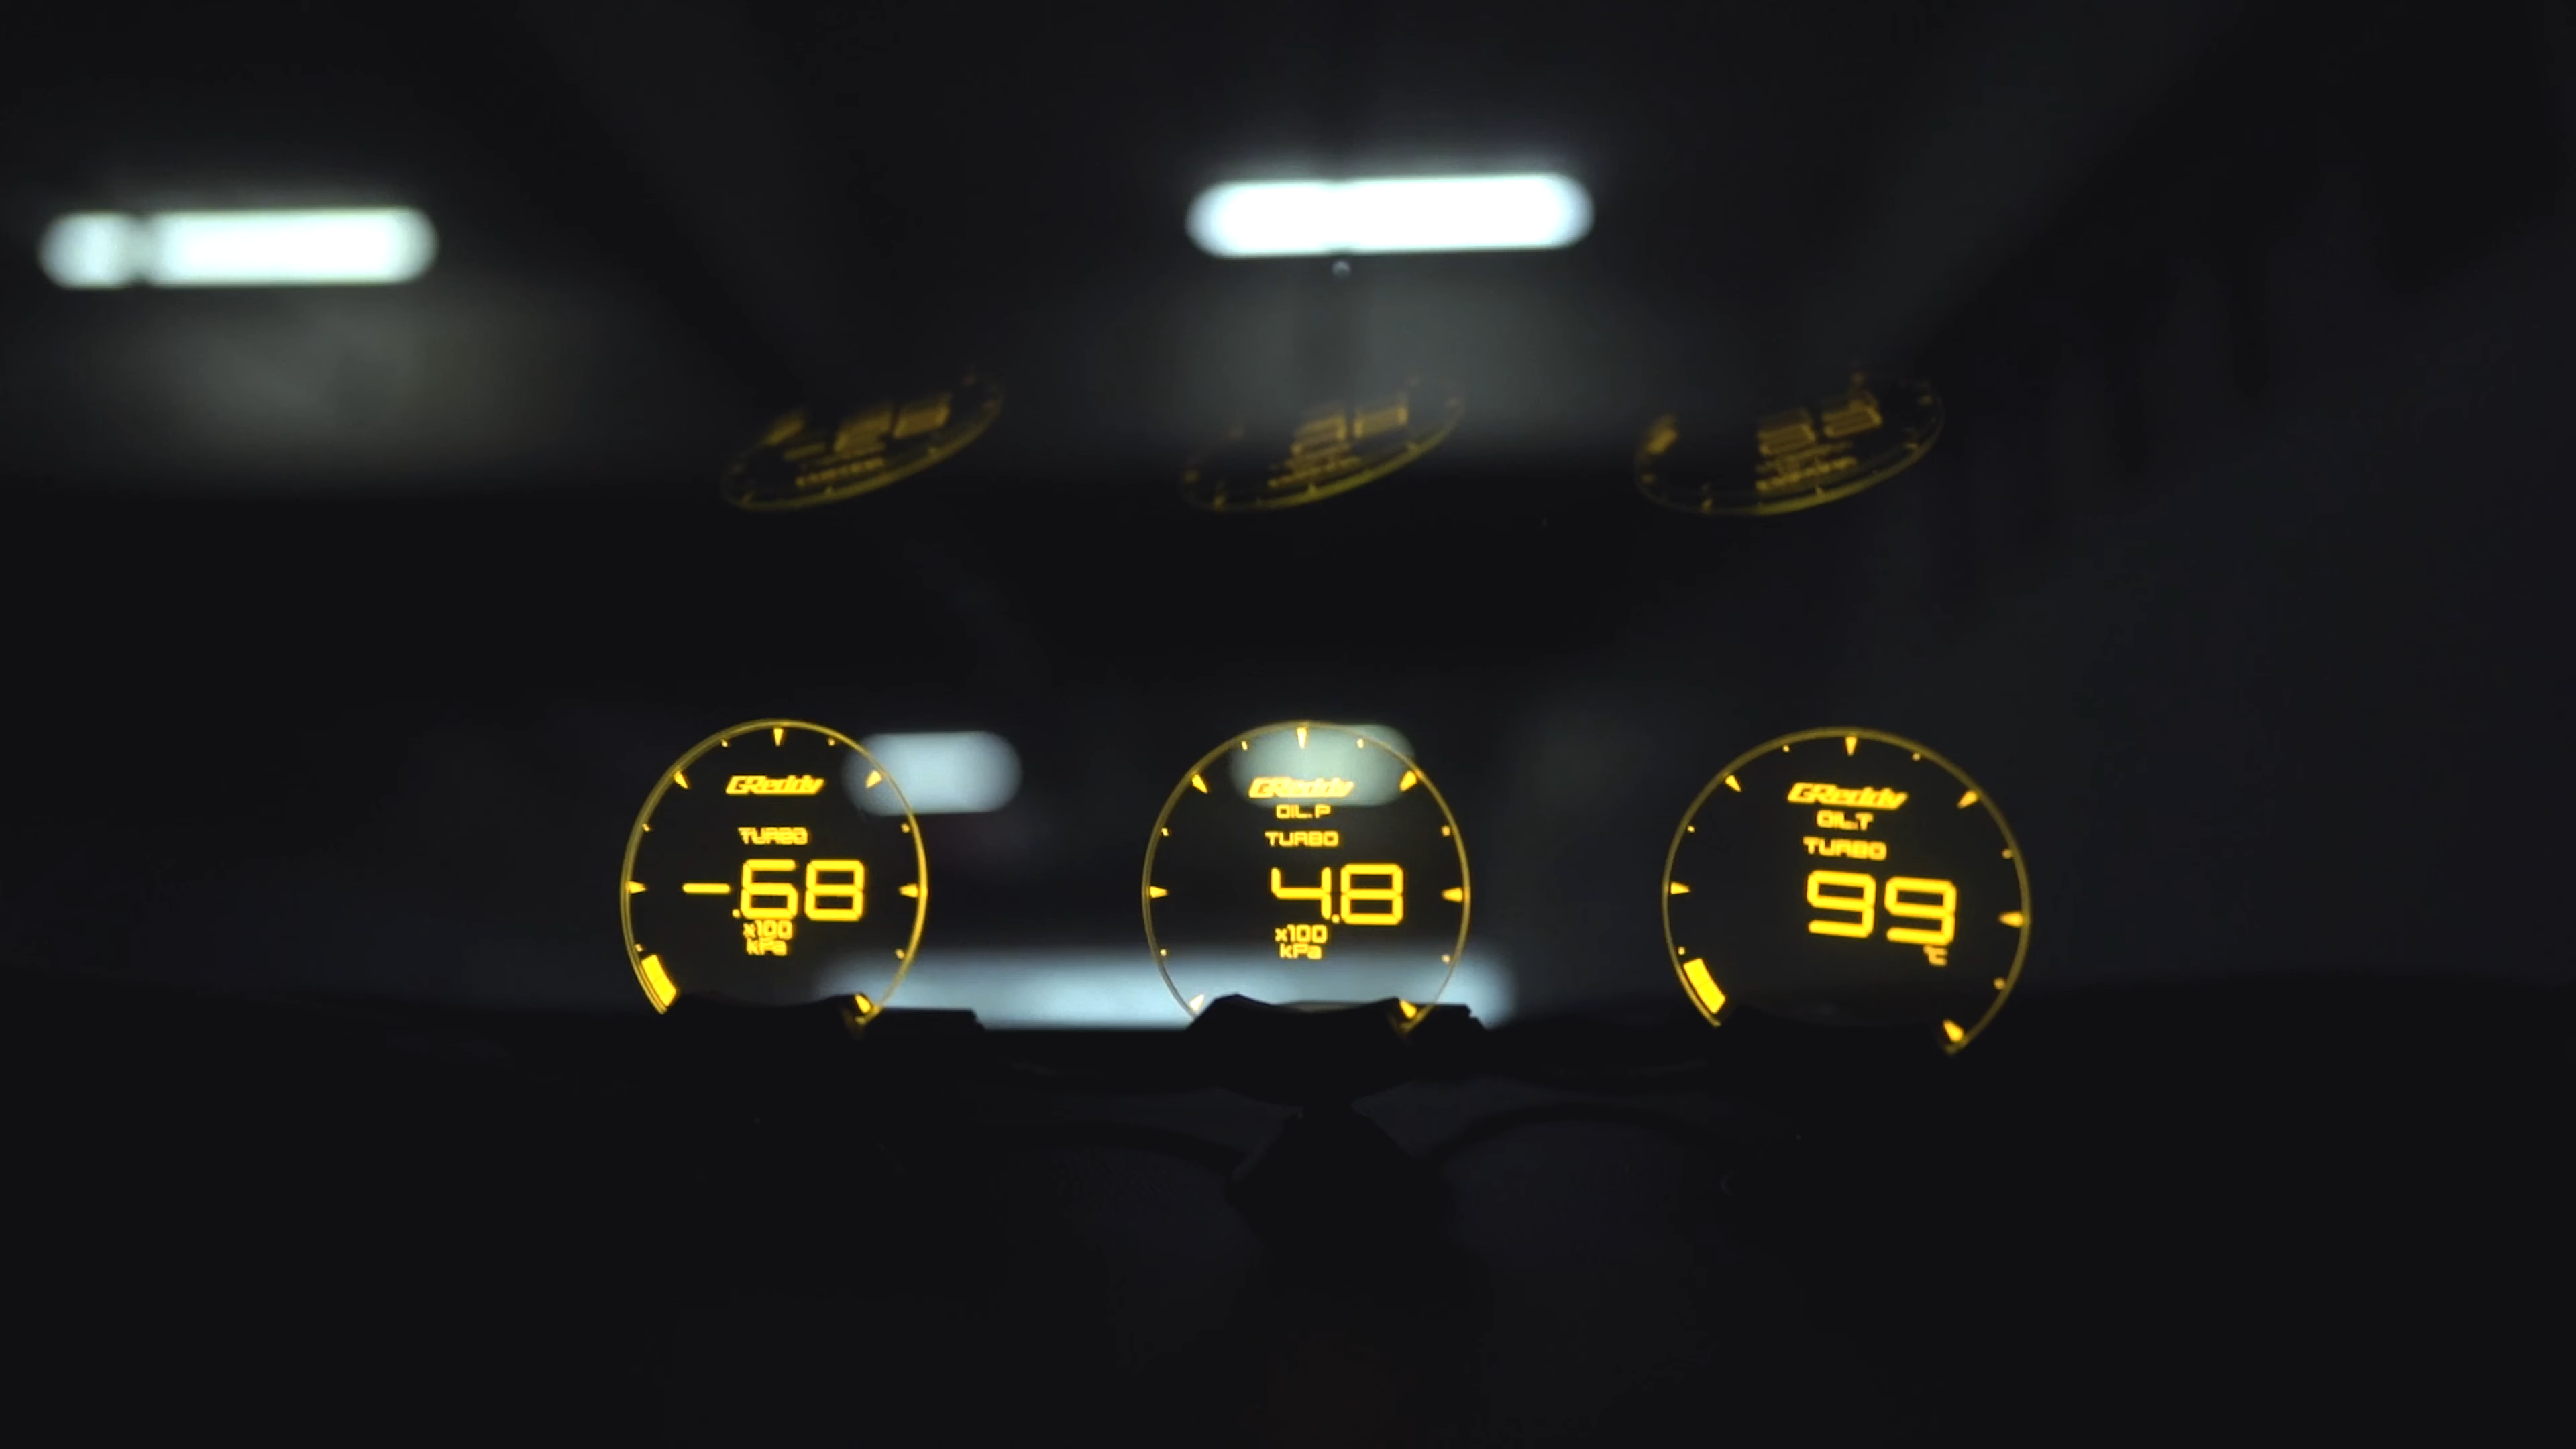 GReddy
TURBO
-.68
x100
kPa
GReddy
OIL.P
TURBO
4.8
x100
kPa
GReddy
OIL.T
TURBO
99
℃